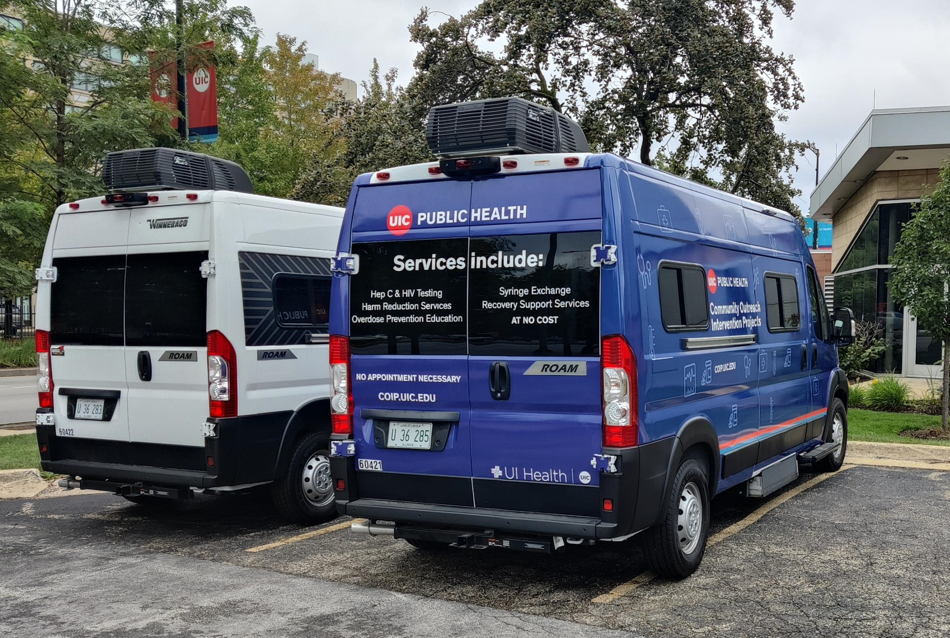 UIC
WINNEBAGO
ROAM
U 36 283
60422
ROAM
UIC PUBLIC HEALTH
Services include:
Hep C & HIV Testing
Harm Reduction Services
Overdose Prevention Education
Syringe Exchange
Recovery Support Services
AT NO COST
ROAM
NO APPOINTMENT NECESSARY
COIP.UIC.EDU
U 36 285
60421
UI Health | UIC
UIC PUBLIC HEALTH
Community Outreach
Intervention Projects
COIP.UIC.EDU